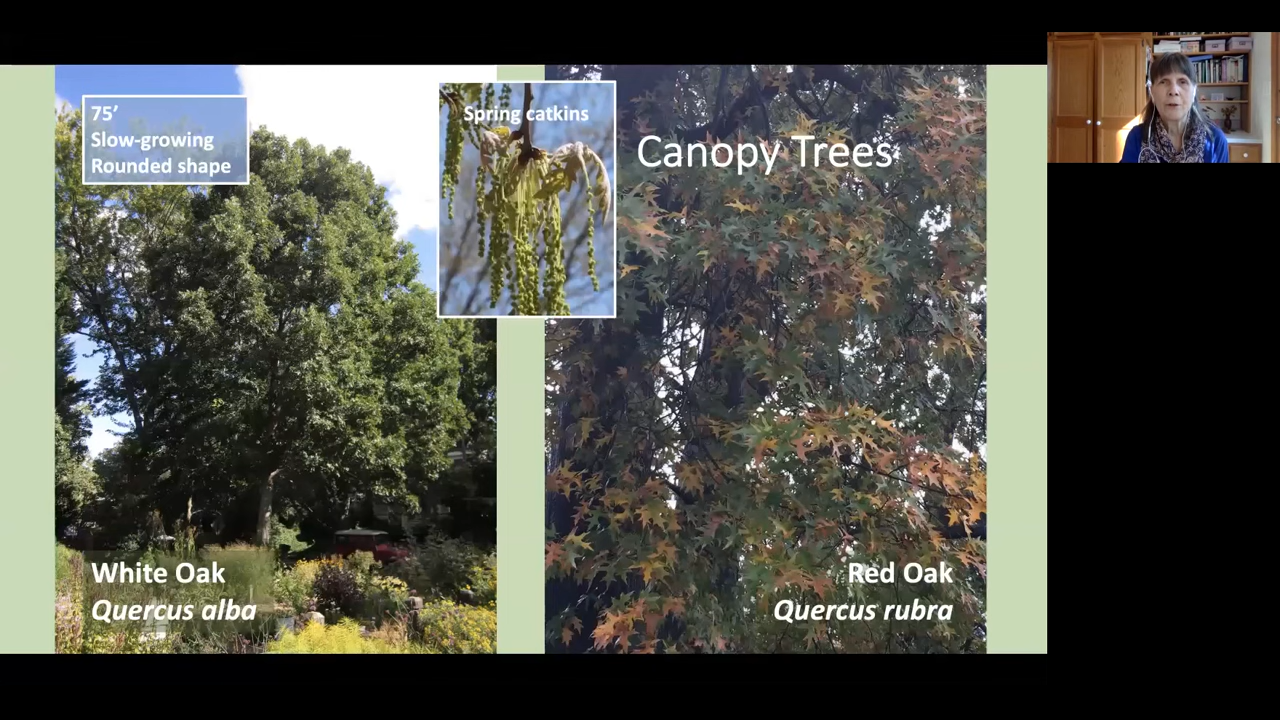 75’
Slow-growing
Rounded shape
Spring catkins
Canopy Trees
White Oak
Quercus alba
Red Oak
Quercus rubra